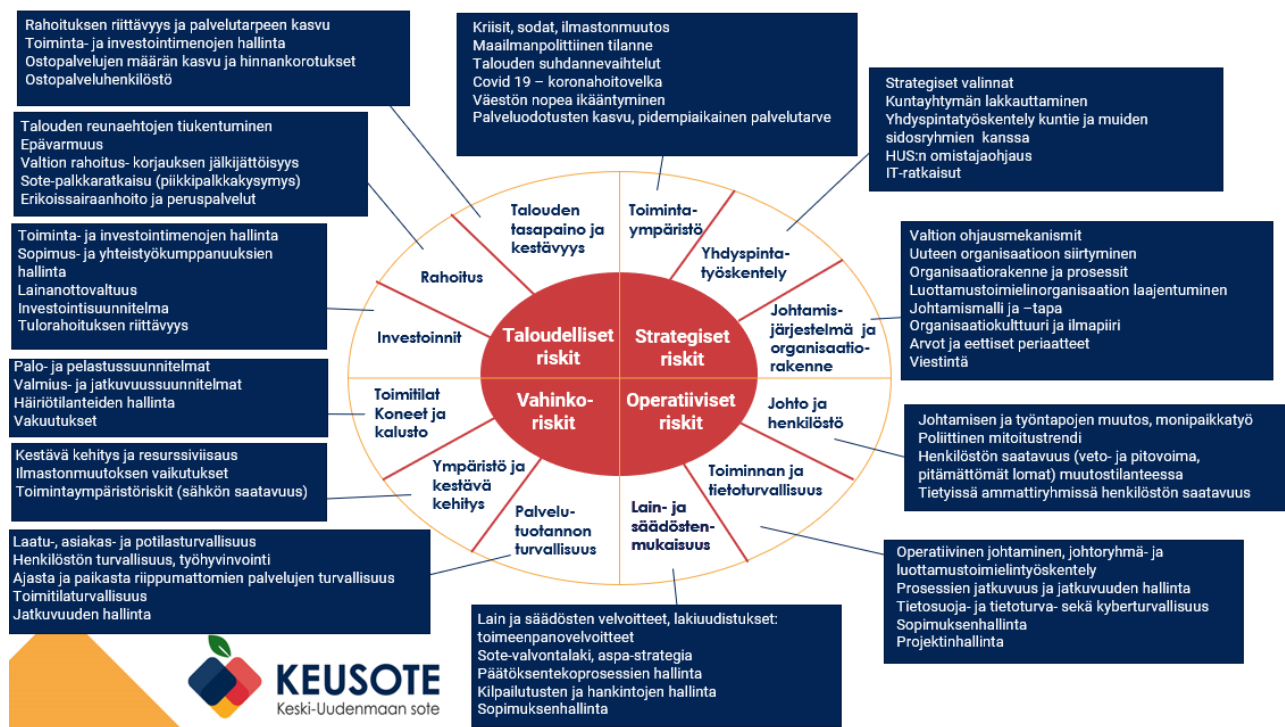 Rahoituksen riittävyys ja palvelutarpeen kasvu
Toiminta- ja investointimenojen hallinta
Ostopalvelujen määrän kasvu ja hinnankorotukset
Ostopalveluhenkilöstö
Kriisit, sodat, ilmastonmuutos
Maailmanpolittiinen tilanne
Talouden suhdannevaihtelut
Covid 19 – koronahoitovelka
Väestön nopea ikääntyminen
Palveluodotusten kasvu, pidempiaikainen palvelutarve
Strategiset valinnat
Kuntayhtymän lakkauttaminen
Yhdyspintatyöskentely kuntie ja muiden
sidosryhmien kanssa
HUS:n omistajaohjaus
IT-ratkaisut
Talouden reunaehtojen tiukentuminen
Epävarmuus
Valtion rahoitus- korjauksen jälkijättöisyys
Sote-palkkaratkaisu (piikkipalkkakysymys)
Erikoissairaanhoito ja peruspalvelut
Toiminta- ja investointimenojen hallinta
Sopimus- ja yhteistyökumppanuuksien
hallinta
Lainanottovaltuus
Investointisuunnitelma
Tulorahoituksen riittävyys
Valtion ohjausmekanismit
Uuteen organisaatioon siirtyminen
Organisaatiorakenne ja prosessit
Luottamustoimielinorganisaation laajentuminen
Johtamismalli ja –tapa
Organisaatiokulttuuri ja ilmapiiri
Arvot ja eettiset periaatteet
Viestintä
Talouden
tasapaino ja
kestävyys
Toiminta-
ympäristö
Rahoitus
Yhdyspinta-
työskentely
Investoinnit
Johtamis-
järjestelmä ja
organisaatio-
rakenne
Taloudelliset
riskit
Strategiset
riskit
Vahinko-
riskit
Operatiiviset
riskit
Toimitilat
Koneet ja
kalusto
Johto ja
henkilöstö
Ympäristö ja
kestävä
kehitys
Toiminnan ja
tietoturvallisuus
Palvelu-
tuotannon
turvallisuus
Lain- ja
säädösten-
mukaisuus
Palo- ja pelastussuunnitelmat
Valmius- ja jatkuvuussuunnitelmat
Häiriötilanteiden hallinta
Vakuutukset
Kestävä kehitys ja resurssiviisaus
Ilmastonmuutoksen vaikutukset
Toimintaympäristöriskit (sähkön saatavuus)
Johtamisen ja työntapojen muutos, monipaikkatyö
Poliittinen mitoitustrendi
Henkilöstön saatavuus (veto- ja pitovoima,
pitämättömät lomat) muutostilanteessa
Tietyissä ammattiryhmissä henkilöstön saatavuus
Laatu-, asiakas- ja potilasturvallisuus
Henkilöstön turvallisuus, työhyvinvointi
Ajasta ja paikasta riippumattomien palvelujen turvallisuus
Toimitilaturvallisuus
Jatkuvuuden hallinta
Operatiivinen johtaminen, johtoryhmä- ja
luottamustoimielintyöskentely
Prosessien jatkuvuus ja jatkuvuuden hallinta
Tietosuoja- ja tietoturva- sekä kyberturvallisuus
Sopimuksenhallinta
Projektinhallinta
Lain ja säädösten velvoitteet, lakiuudistukset:
toimeenpanovelvoitteet
Sote-valvontalaki, aspa-strategia
Päätöksentekoprosessien hallinta
Kilpailutusten ja hankintojen hallinta
Sopimuksenhallinta
KEUSOTE
Keski-Uudenmaan sote